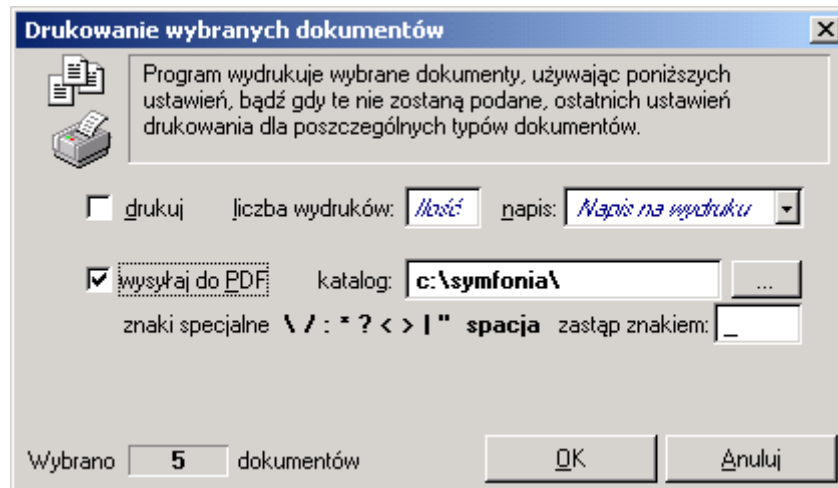 Drukowanie wybranych dokumentów
Program wydrukuje wybrane dokumenty, używając poniższych
ustawień, bądź gdy te nie zostaną podane, ostatnich ustawień
drukowania dla poszczególnych typów dokumentów.
drukuj liczba wydruków: Ilość napis: Napis na wydruku
wysyłaj do PDF katalog: c:\symfonia\ ...
znaki specjalne \ / : * ? < > | " spacja zastąp znakiem: _
Wybrano 5 dokumentów OK Anuluj